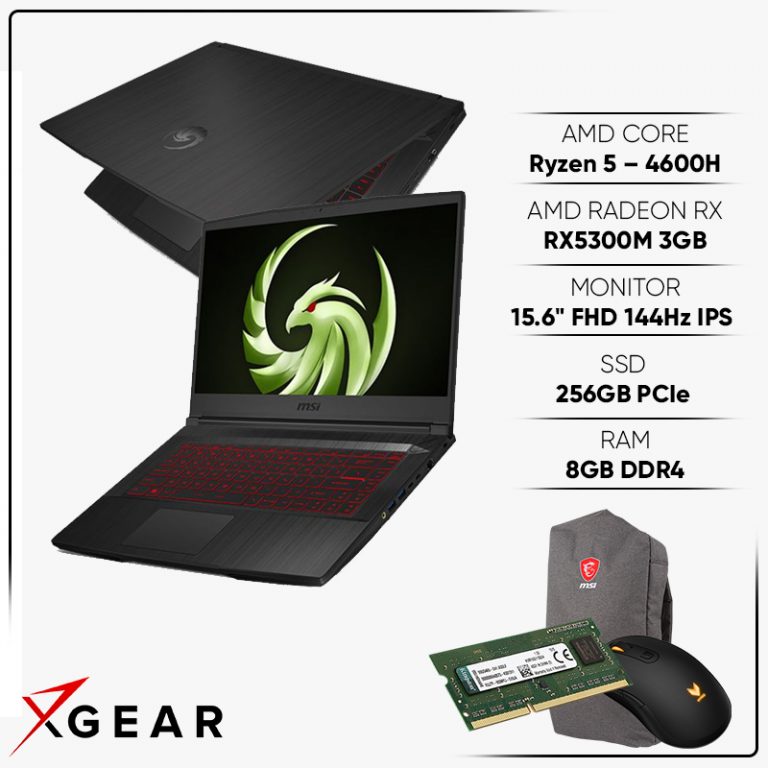 AMD CORE
Ryzen 5 – 4600H
AMD RADEON RX
RX5300M 3GB
MONITOR
15.6" FHD 144Hz IPS
SSD
256GB PCIe
RAM
8GB DDR4
msi
msi
Kingston
XGEAR